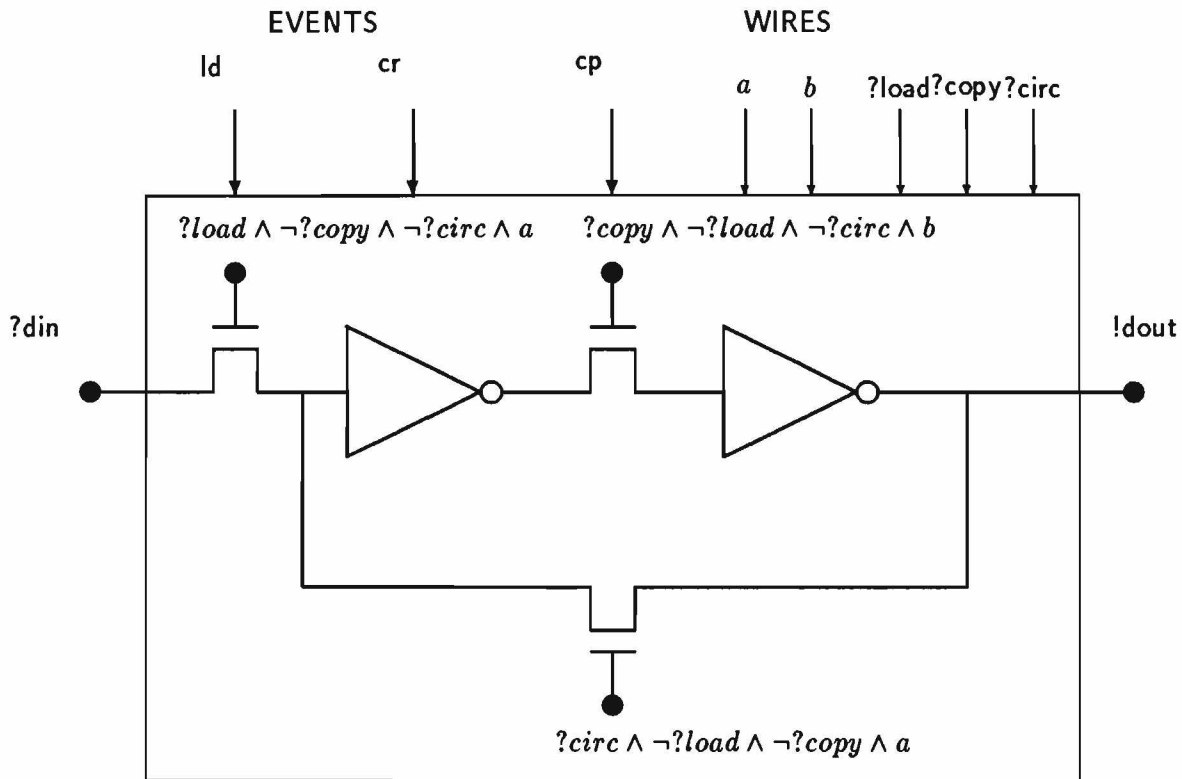 EVENTS WIRES
ld cr cp a b ?load ?copy ?circ
?load ∧ ¬?copy ∧ ¬?circ ∧ a ?copy ∧ ¬?load ∧ ¬?circ ∧ b
?din !dout
?circ ∧ ¬?load ∧ ¬?copy ∧ a